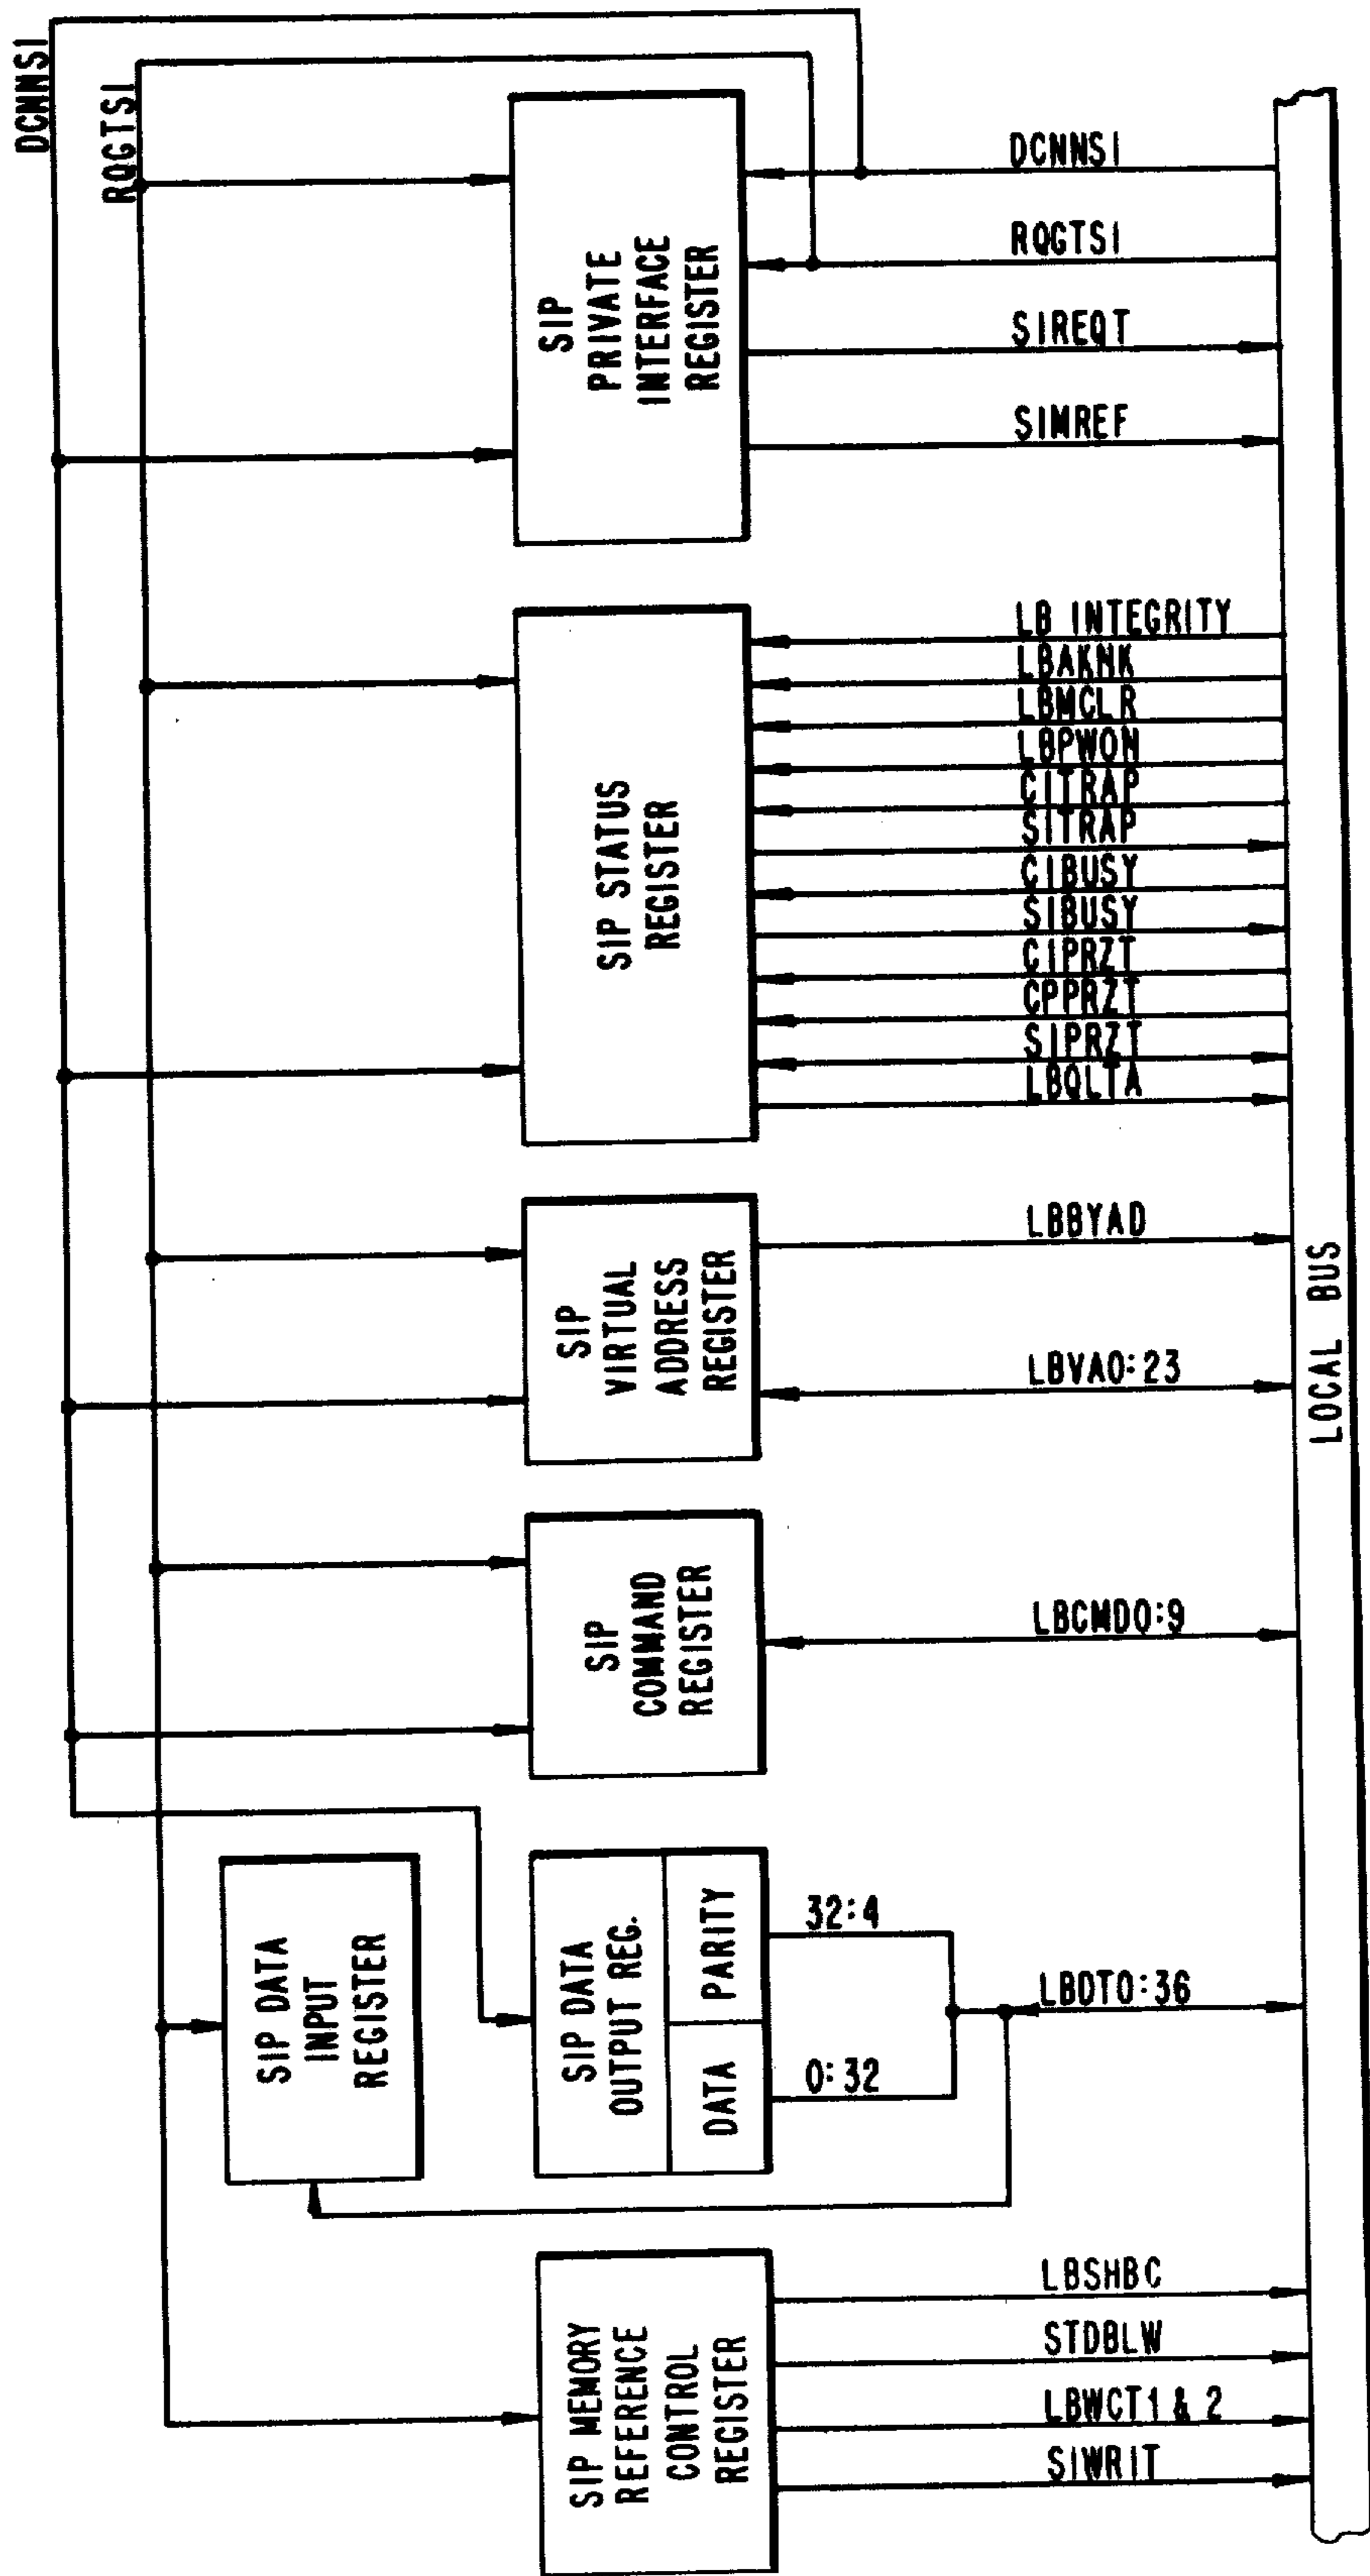 DCNNSI
RQGTSI
SIP DATA
INPUT
REGISTER
SIP MEMORY
REFERENCE
CONTROL
REGISTER
SIP DATA
OUTPUT REG.
DATA
PARITY
SIP
COMMAND
REGISTER
SIP
VIRTUAL
ADDRESS
REGISTER
SIP STATUS
REGISTER
SIP
PRIVATE
INTERFACE
REGISTER
0:32
32:4
SIWRIT
LBWCT1 & 2
STDBLW
LBSHBC
LBDT0:36
LBCMD0:9
LBVA0:23
LBBYAD
LBQLTA
SIPRZT
CPPRZT
CIPRZT
SIBUSY
CIBUSY
SITRAP
CITRAP
LBPWON
LBMCLR
LBAKNK
LB INTEGRITY
SIMREF
SIREQT
RQGTSI
DCNNSI
LOCAL BUS